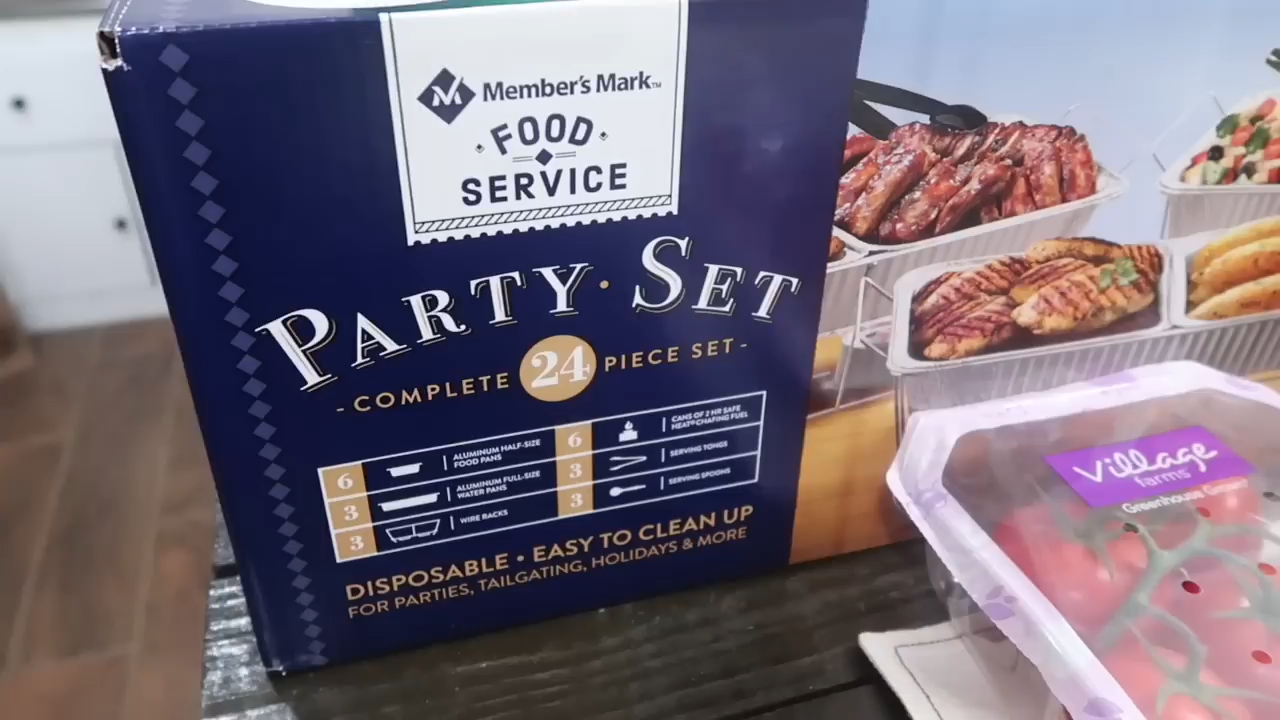 Member's Mark™
FOOD
SERVICE
PARTY · SET
-COMPLETE 24 PIECE SET-
6 ALUMINUM HALF-SIZE
FOOD PANS
3 ALUMINUM FULL-SIZE
WATER PANS
3 WIRE RACKS
6 CANS OF 2 HR SAFE
HEAT® CHAFING FUEL
3 SERVING TONGS
3 SERVING SPOONS
DISPOSABLE • EASY TO CLEAN UP
FOR PARTIES, TAILGATING, HOLIDAYS & MORE
Village
farms
Greenhouse